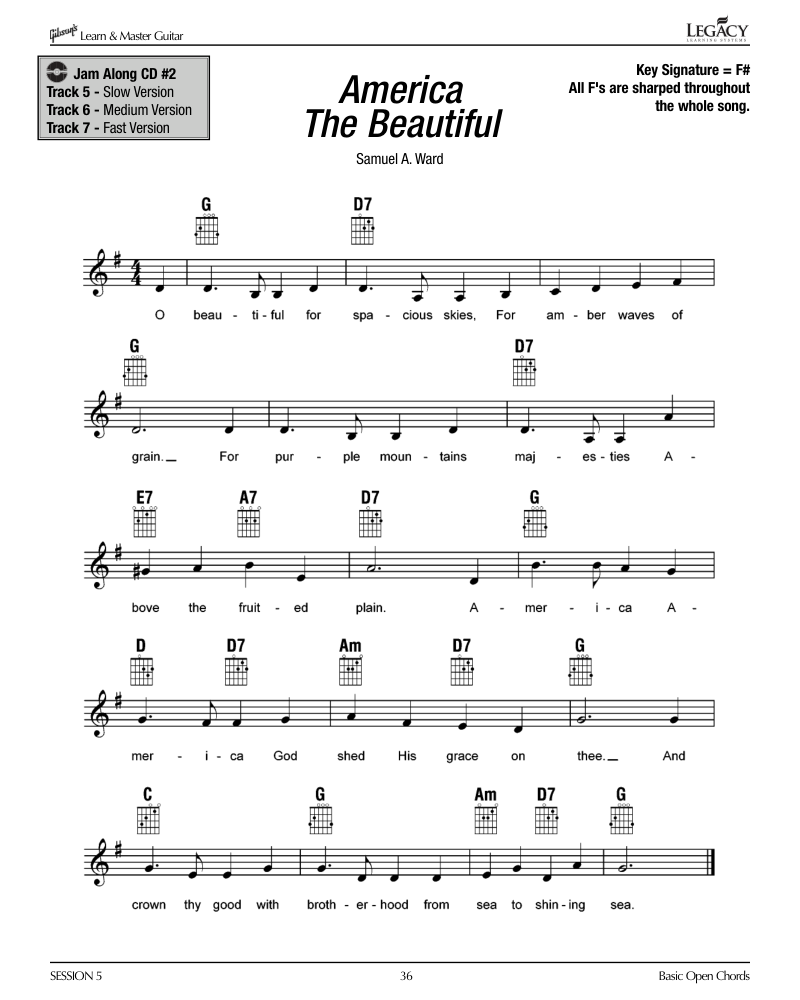 Gibson's Learn & Master Guitar
LEGACY
LEARNING SYSTEMS
Jam Along CD #2
Track 5 - Slow Version
Track 6 - Medium Version
Track 7 - Fast Version
America
The Beautiful
Samuel A. Ward
Key Signature = F#
All F's are sharped throughout
the whole song.
G D7
4
4
O beau - ti - ful for spa - cious skies, For am - ber waves of
G D7
grain. For pur - ple moun - tains maj - es - ties A -
E7 A7 D7 G
bove the fruit - ed plain. A - mer - i - ca A -
D D7 Am D7 G
mer - i - ca God shed His grace on thee. And
C G Am D7 G
crown thy good with broth - er - hood from sea to shin - ing sea.
SESSION 5 36 Basic Open Chords